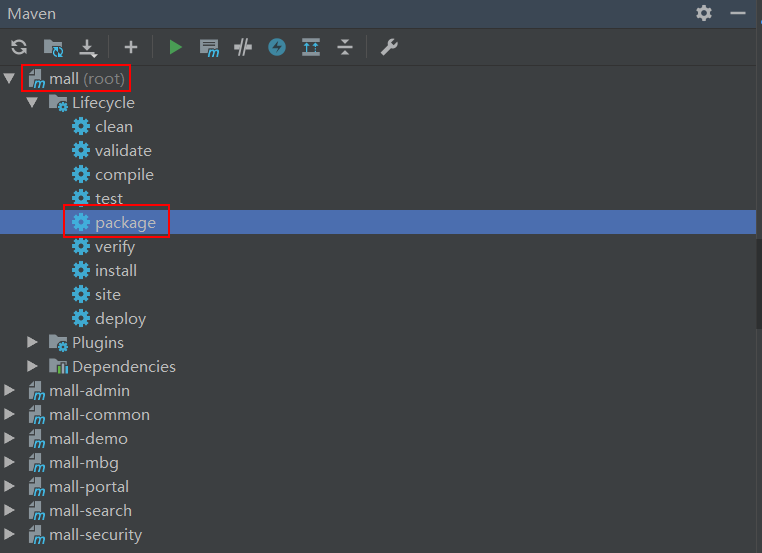 Maven
mall (root)
Lifecycle
clean
validate
compile
test
package
verify
install
site
deploy
Plugins
Dependencies
mall-admin
mall-common
mall-demo
mall-mbg
mall-portal
mall-search
mall-security